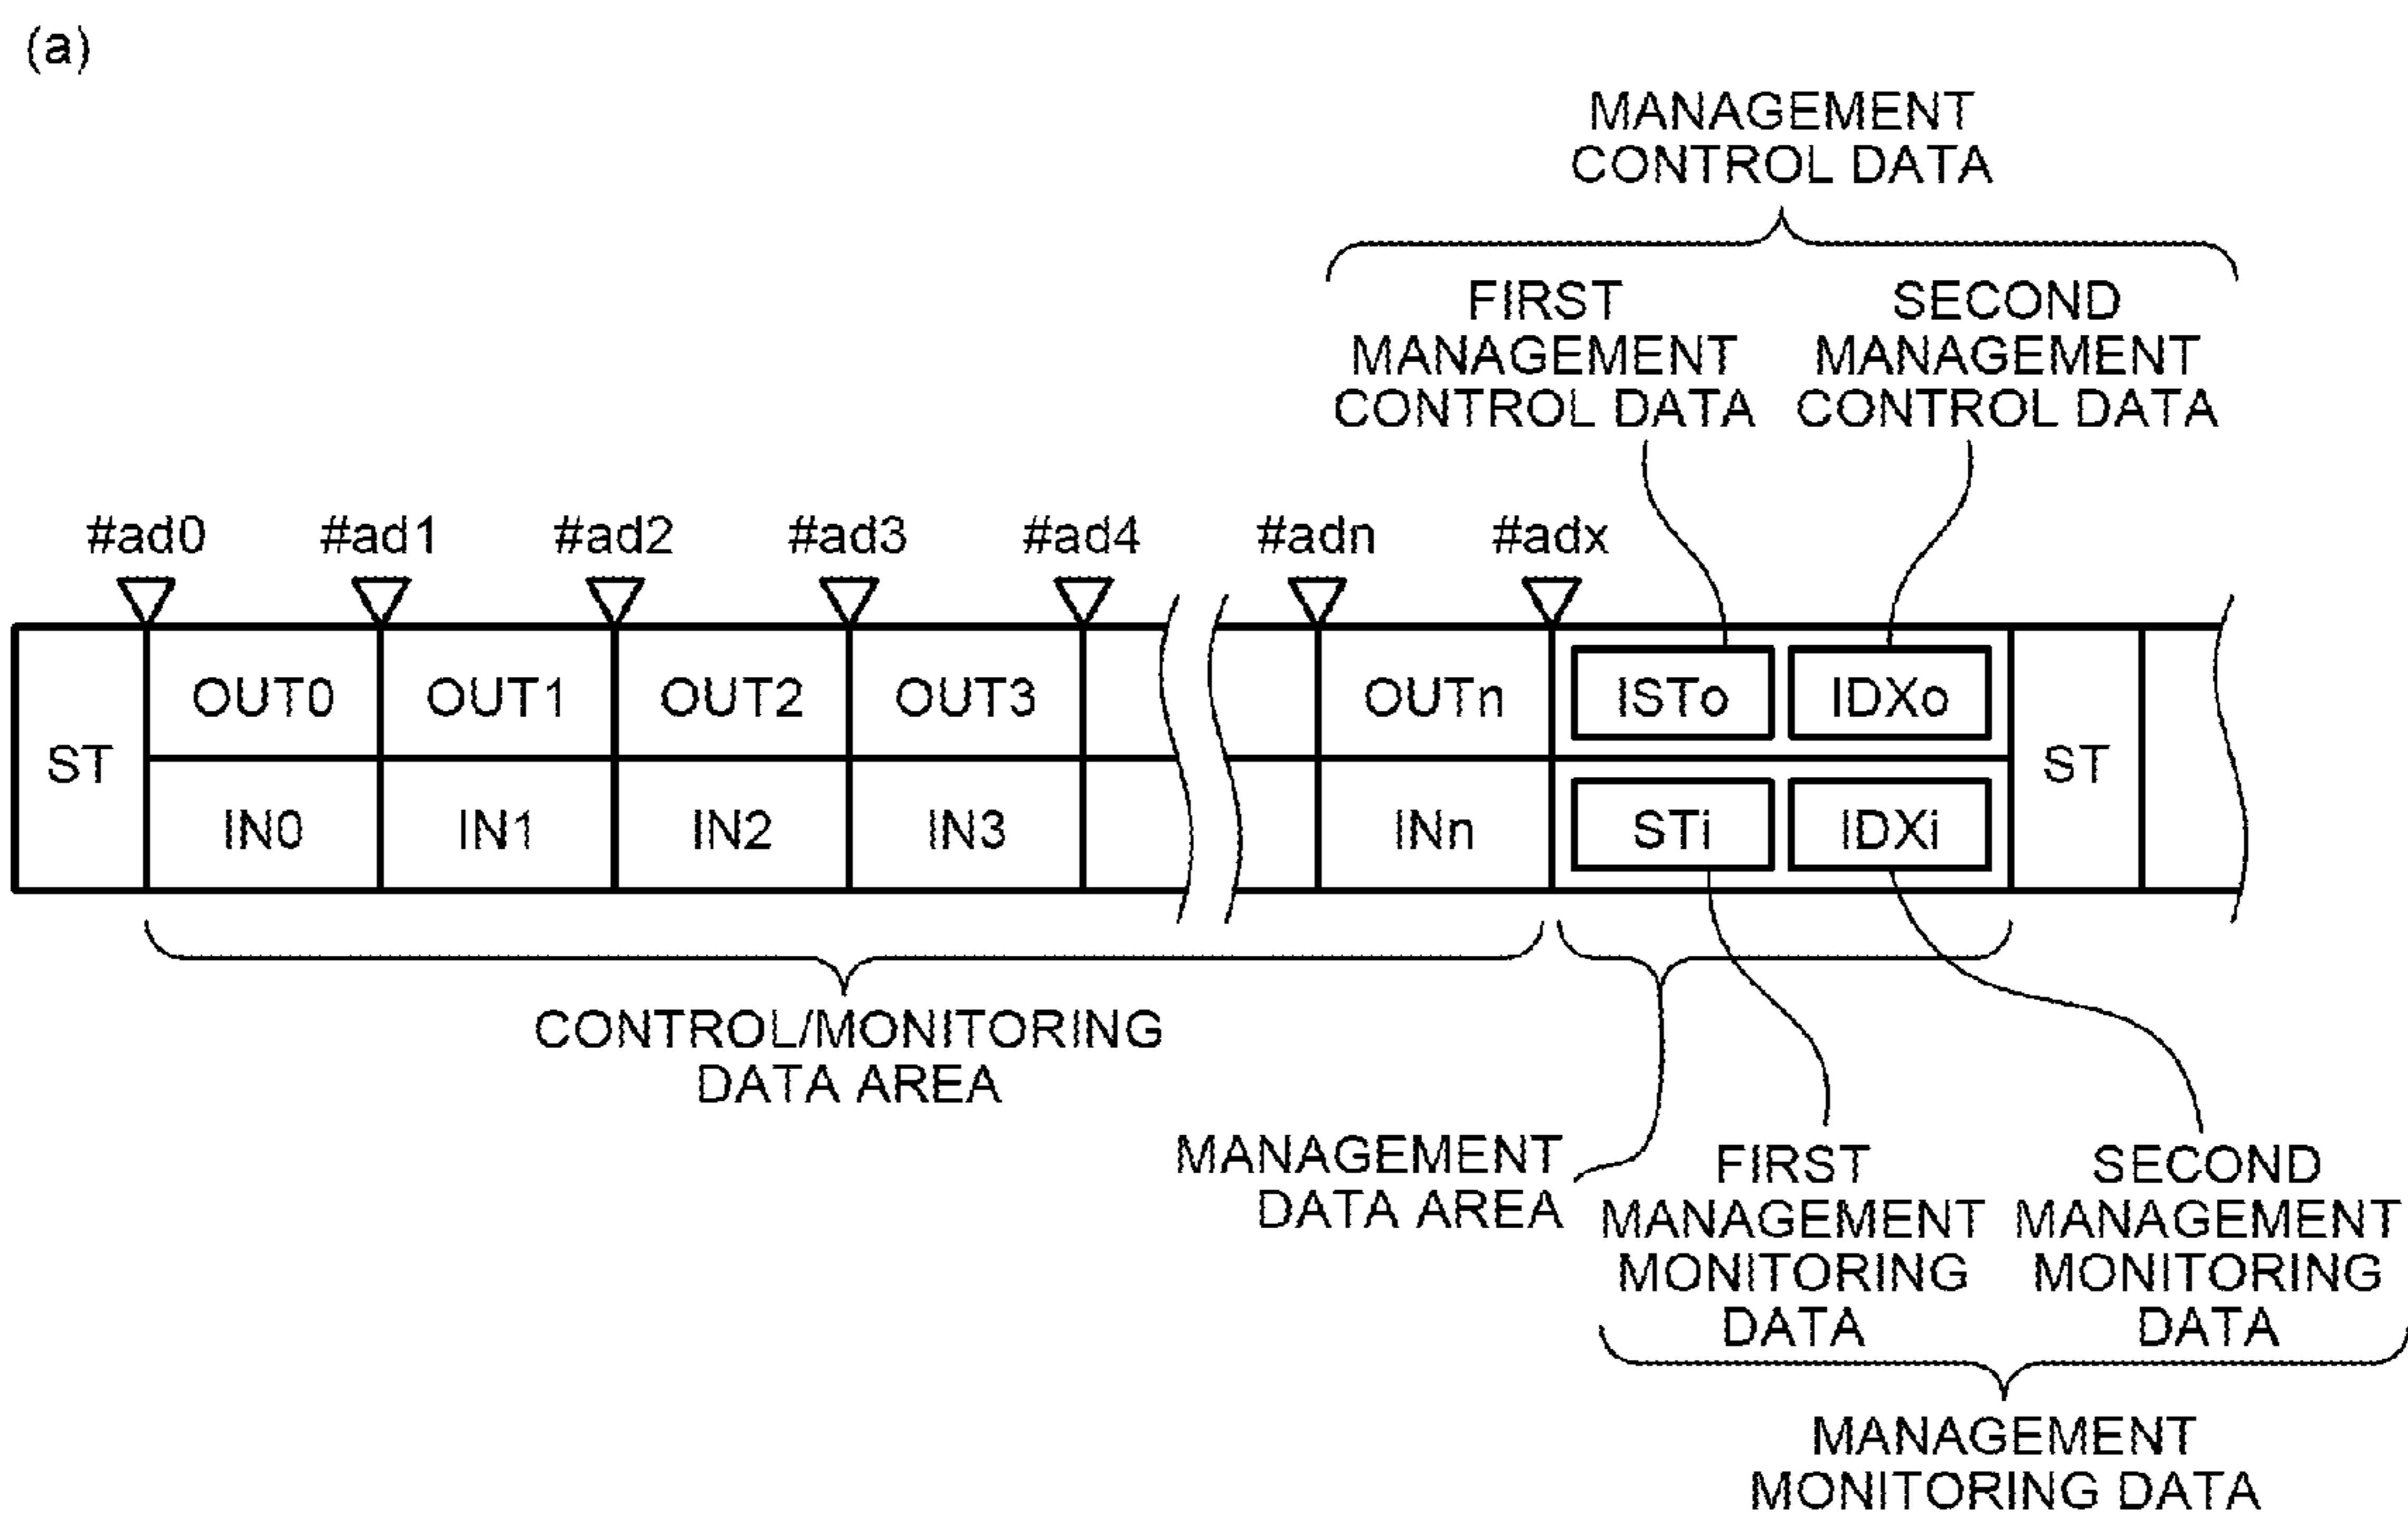 (a)
MANAGEMENT
CONTROL DATA
FIRST
MANAGEMENT
CONTROL DATA
SECOND
MANAGEMENT
CONTROL DATA
#ad0 #ad1 #ad2 #ad3 #ad4 #adn #adx
ST
OUT0 OUT1 OUT2 OUT3 OUTn ISTo IDXo
IN0 IN1 IN2 IN3 INn STi IDXi
ST
CONTROL/MONITORING
DATA AREA
MANAGEMENT
DATA AREA
FIRST
MANAGEMENT
MONITORING
DATA
SECOND
MANAGEMENT
MONITORING
DATA
MANAGEMENT
MONITORING DATA